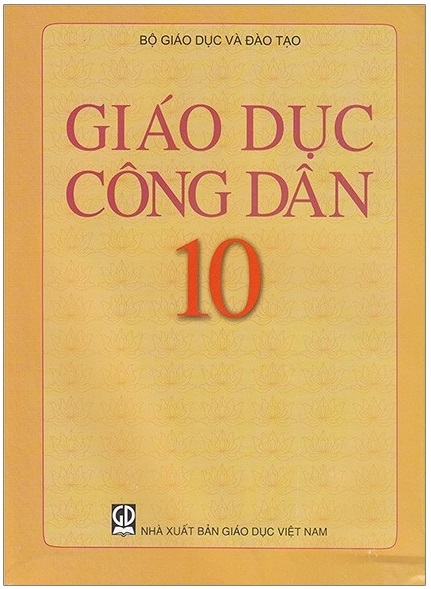 BỘ GIÁO DỤC VÀ ĐÀO TẠO
GIÁO DỤC
CÔNG DÂN
10
GD
NHÀ XUẤT BẢN GIÁO DỤC VIỆT NAM